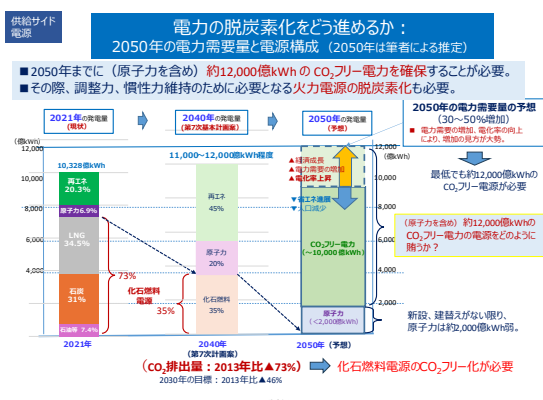 供給サイド
電源
電力の脱炭素化をどう進めるか：
2050年の電力需要量と電源構成（2050年は筆者による推定）
■2050年までに（原子力を含め）約12,000億kWh の CO₂フリー電力を確保することが必要。
■その際、調整力、慣性力維持のために必要となる火力電源の脱炭素化も必要。
2021年の発電量
(現状)
2040年の発電量
(第7次基本計画案)
2050年の発電量
(予想)
2050年の電力需要量の予想
（30～50%増加）
■ 電力需要の増加、電化率の向上
により、増加の見方が大勢。
(億kWh)
12,000
10,000
8,000
6,000
4,000
10,328億kWh
再エネ
20.3%
原子力6.9%
LNG
34.5%
石炭
31%
石油等 7.4%
73%
2021年
11,000～12,000億kWh程度
再エネ
45%
原子力
20%
化石燃料
35%
化石燃料
電源
35%
2040年
(第7次計画案)
▲経済成長
▲電力需要の増加
▲電化率上昇
▼省エネ進展
▼人口減少
CO₂フリー電力
(～10,000億kWh)
原子力
(＜2,000億kWh)
2050年（予想）
12,000
(億kWh)
10,000
8,000
6,000
4,000
2,000
最低でも約12,000億kWhの
CO₂フリー電源が必要
（原子力を含め）約12,000億kWhの
CO₂フリー電力の電源をどのように
賄うか？
新設、建替えがない限り、
原子力は約2,000億kWh弱。
（CO₂排出量：2013年比▲73%） 化石燃料電源のCO₂フリー化が必要
2030年の目標：2013年比▲46%